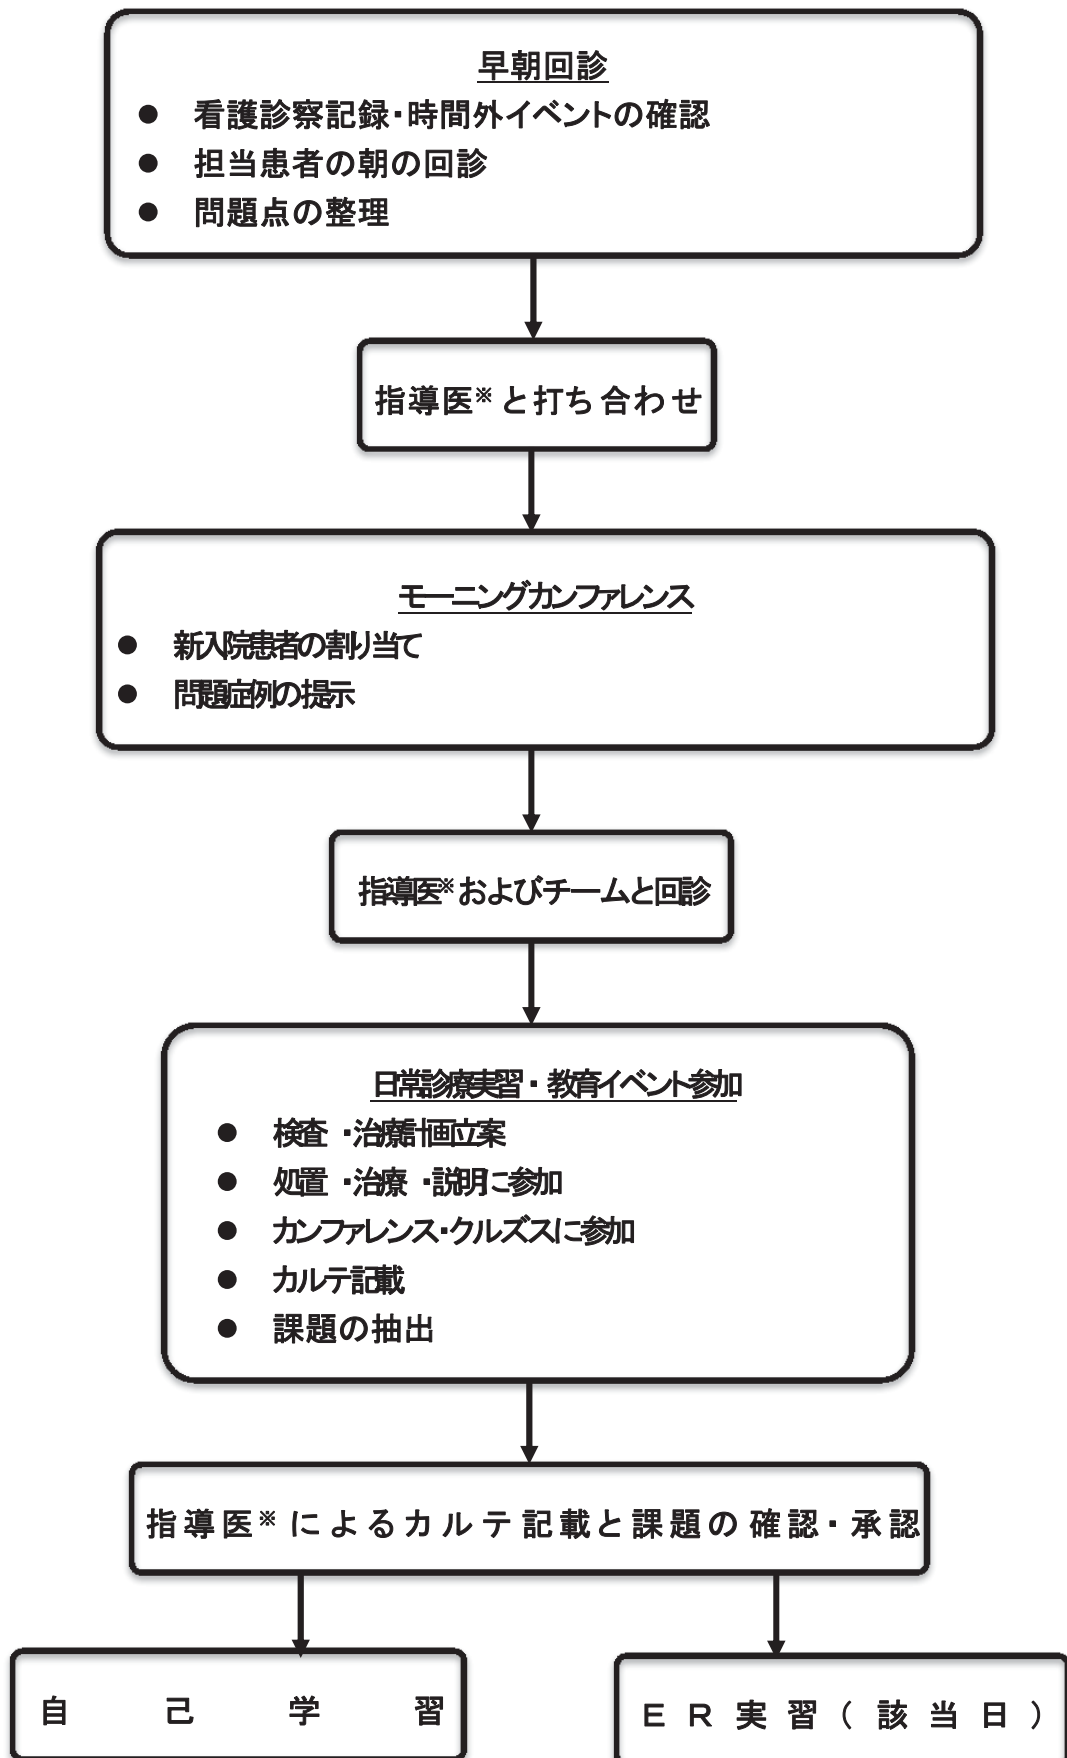 早朝回診
● 看護診察記録・時間外イベントの確認
● 担当患者の朝の回診
● 問題点の整理
指導医※と打ち合わせ
モーニングカンファレンス
● 新入院患者の割り当て
● 問題症例の提示
指導医※およびチームと回診
日常診療実習・教育イベント参加
● 検査・治療計画立案
● 処置・治療・説明に参加
● カンファレンス・クルズスに参加
● カルテ記載
● 課題の抽出
指導医※によるカルテ記載と課題の確認・承認
自己学習
ER実習(該当日)